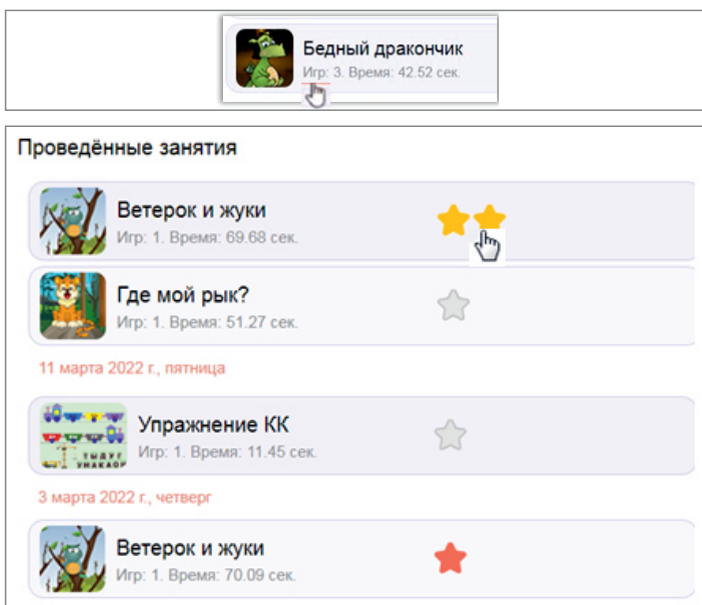 Бедный дракончик
Игр: 3. Время: 42.52 сек.
Проведённые занятия
Ветерок и жуки
Игр: 1. Время: 69.68 сек.
Где мой рык?
Игр: 1. Время: 51.27 сек.
11 марта 2022 г., пятница
Упражнение КК
Игр: 1. Время: 11.45 сек.
3 марта 2022 г., четверг
Ветерок и жуки
Игр: 1. Время: 70.09 сек.